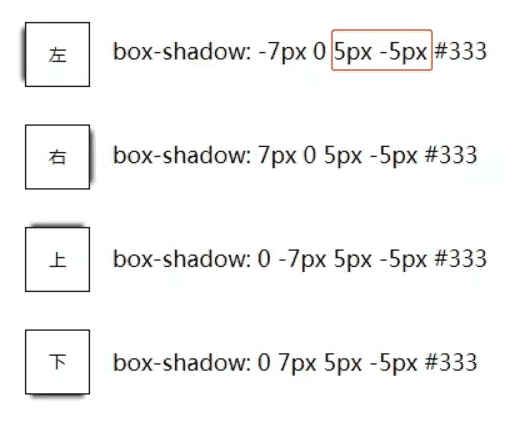 左 box-shadow: -7px 0 5px -5px #333
右 box-shadow: 7px 0 5px -5px #333
上 box-shadow: 0 -7px 5px -5px #333
下 box-shadow: 0 7px 5px -5px #333